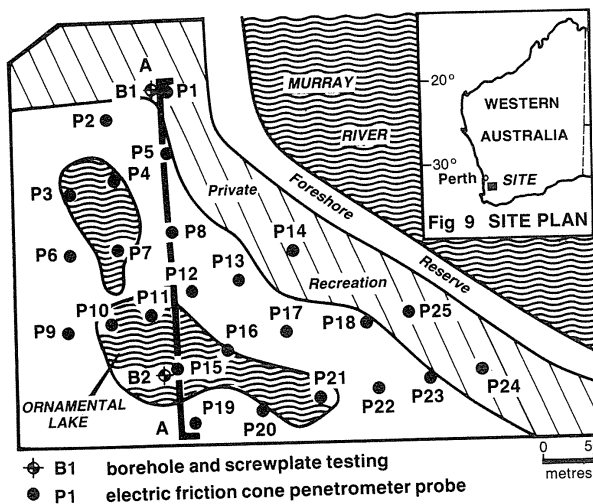 A
B1
P1
P2
P5
P3
P4
Private
P8
P14
P6
P7
P12
P13
Recreation
P10
P11
P17
P18
P25
P9
P16
B2
P15
P21
P22
P23
P24
ORNAMENTAL
LAKE
A
P19
P20
MURRAY
RIVER
Foreshore
Reserve
20°
WESTERN
AUSTRALIA
30°
Perth
SITE
Fig 9 SITE PLAN
0 5
metres
B1 borehole and screwplate testing
P1 electric friction cone penetrometer probe